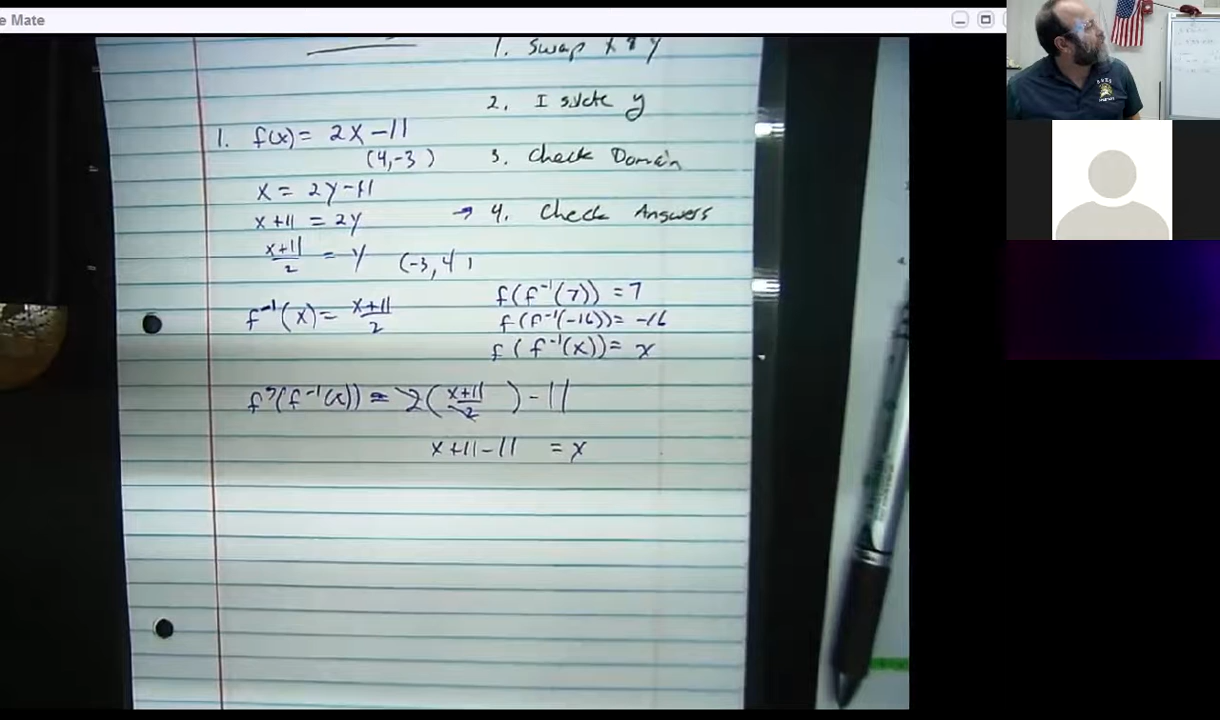 e Mate
1. Swap x & y
2. Isolate y
1. f(x) = 2x - 11
(4, -3)
3. Check Domain
x = 2y - 11
x + 11 = 2y
→ 4. Check Answers
x+11/2 = y (-3, 4)
f(f⁻¹(7)) = 7
f⁻¹(x) = x+11/2
f(f⁻¹(-16)) = -16
f(f⁻¹(x)) = x
f(f⁻¹(x)) = 2(x+11/2) - 11
x + 11 - 11 = x